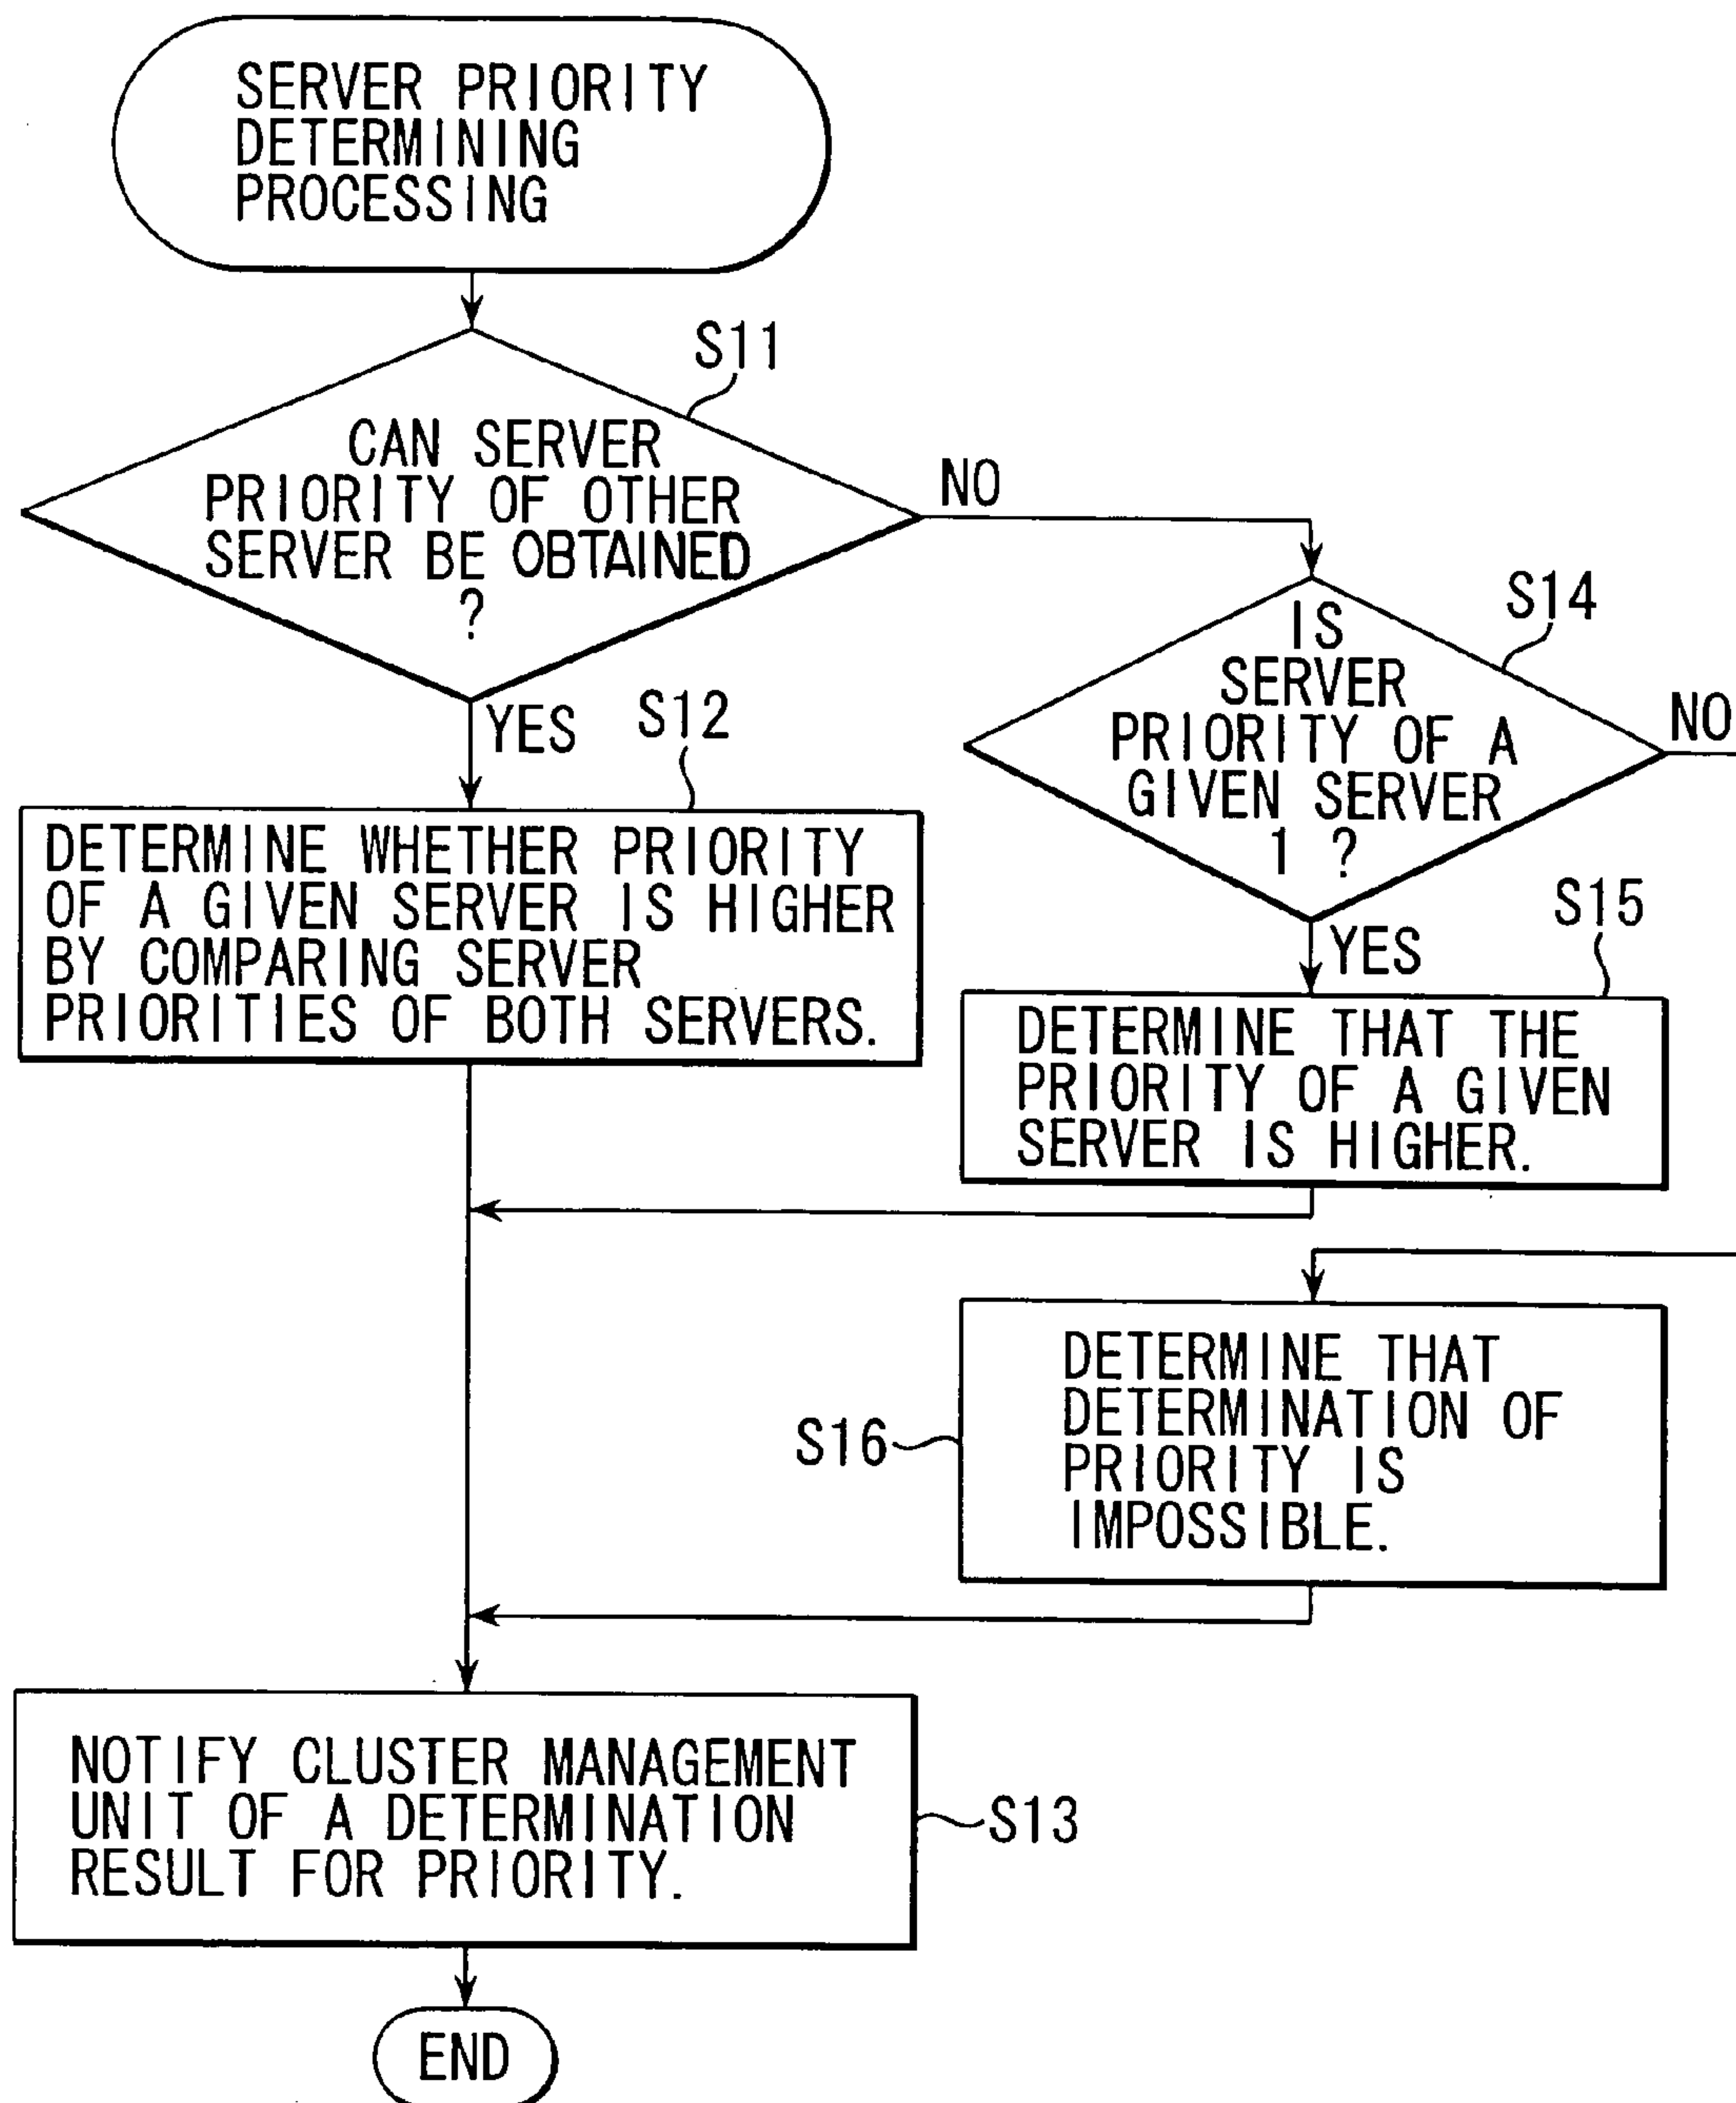 SERVER PRIORITY
DETERMINING
PROCESSING
S11
CAN SERVER
PRIORITY OF OTHER
SERVER BE OBTAINED
?
NO
YES
S12
DETERMINE WHETHER PRIORITY
OF A GIVEN SERVER IS HIGHER
BY COMPARING SERVER
PRIORITIES OF BOTH SERVERS.
S14
IS
SERVER
PRIORITY OF A
GIVEN SERVER
1 ?
NO
YES
S15
DETERMINE THAT THE
PRIORITY OF A GIVEN
SERVER IS HIGHER.
S16
DETERMINE THAT
DETERMINATION OF
PRIORITY IS
IMPOSSIBLE.
NOTIFY CLUSTER MANAGEMENT
UNIT OF A DETERMINATION
RESULT FOR PRIORITY.
S13
END